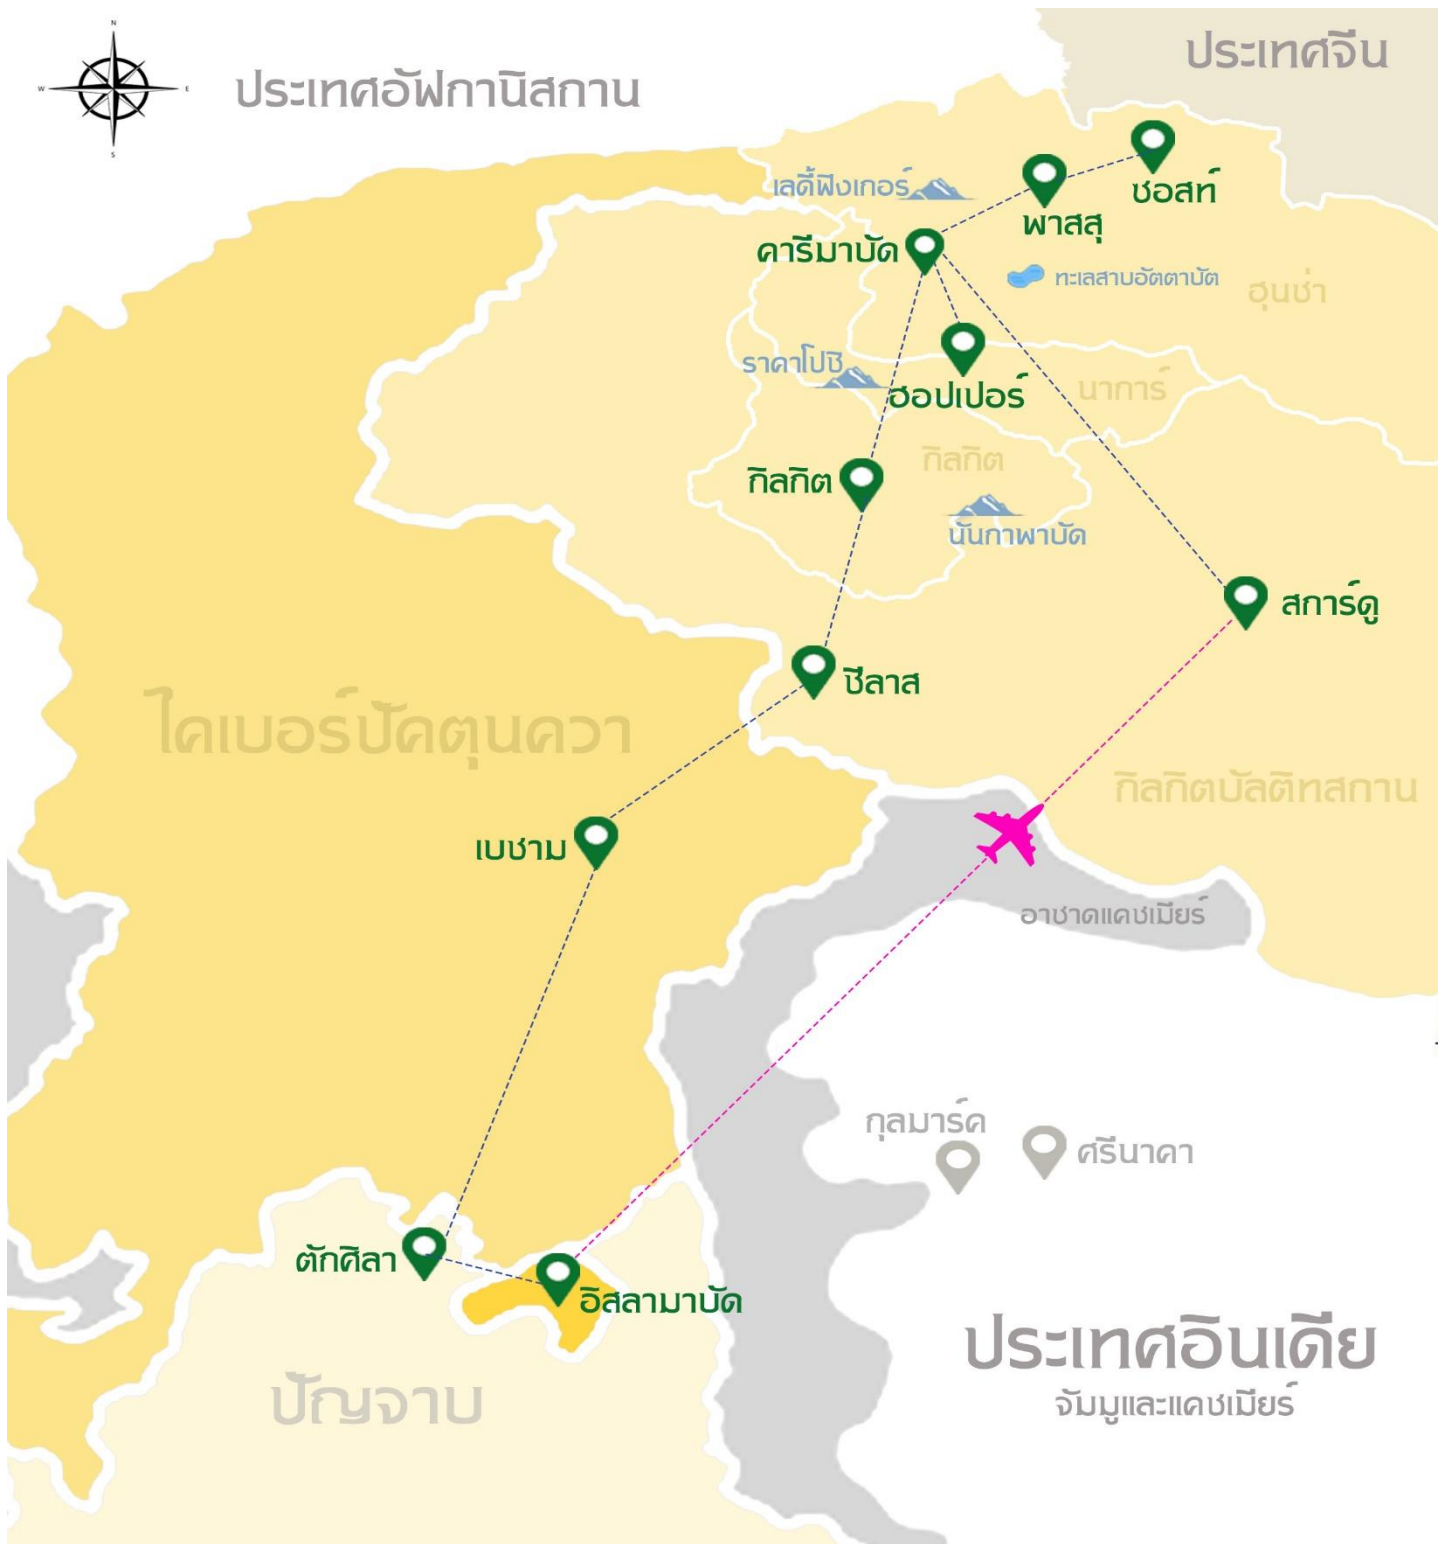 N
W
E
S
ประเทศอัฟกานิสกาน
ประเทศจีน
เลดี้ฟิงเกอร์
ซอสท์
พาสสุ
คารีมาบัด
ทะเลสาบอัตตาบัต
ฮุนซ่า
ราคาโปชิ
นาการ์
ฮอปเปอร์
กิลกิต
กิลกิต
นันกาพาบัด
สการ์ดู
ชีลาส
ไคเบอร์ปัคตุนควา
กิลกิตบัลติทสถาน
เบชาม
อาซาดแคชเมียร์
กุลมาร์ค
ศรีนาคา
ตักศิลา
อิสลามาบัด
ประเทศอินเดีย
จัมมูและแคชเมียร์
ปัญจาบ